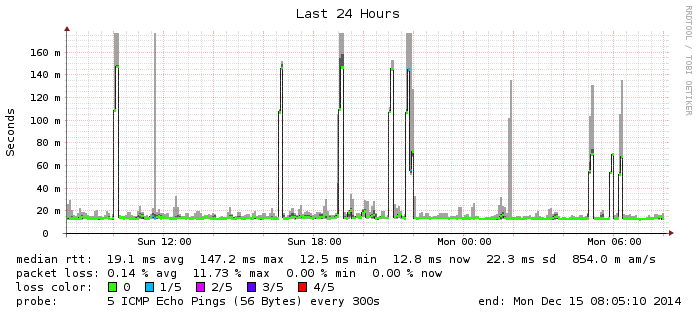 Last 24 Hours
RRDTOOL / TOBI OETIKER
Seconds
160 m
140 m
120 m
100 m
80 m
60 m
40 m
20 m
0
Sun 12:00 Sun 18:00 Mon 00:00 Mon 06:00
median rtt: 19.1 ms avg 147.2 ms max 12.5 ms min 12.8 ms now 22.3 ms sd 854.0 m am/s
packet loss: 0.14 % avg 11.73 % max 0.00 % min 0.00 % now
loss color: 0 1/5 2/5 3/5 4/5
probe: 5 ICMP Echo Pings (56 Bytes) every 300s end: Mon Dec 15 08:05:10 2014